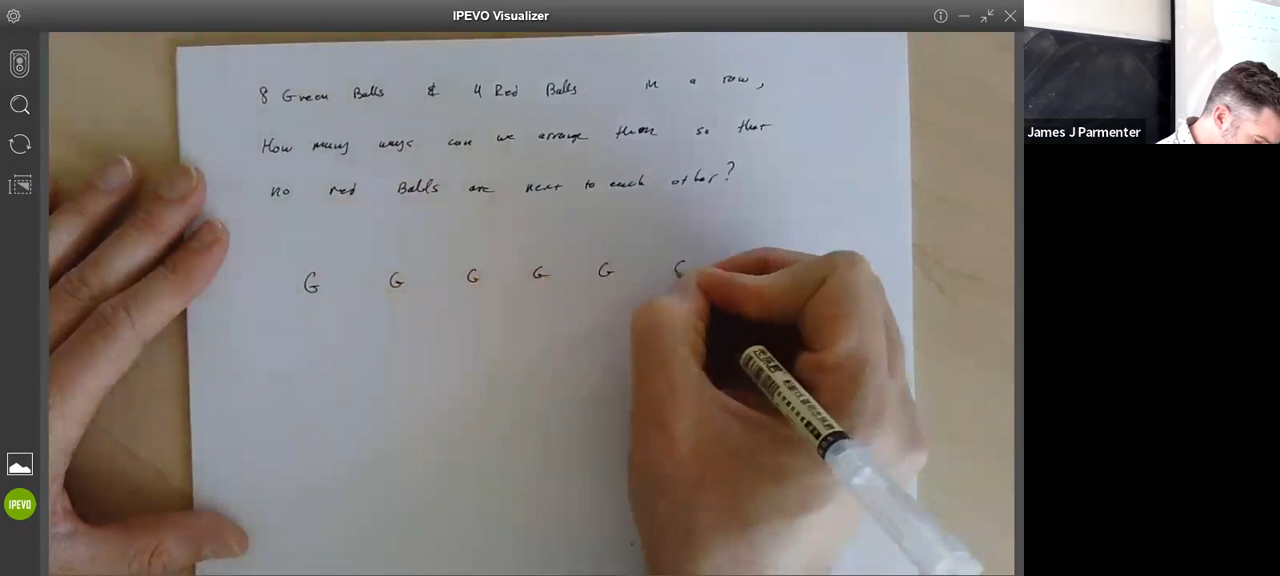 IPEVO Visualizer
8 Green Balls & 4 Red Balls in a row,
How many ways can we arrange them so that
no red Balls are next to each other?
G G G G G G
James J Parmenter
IPEVO